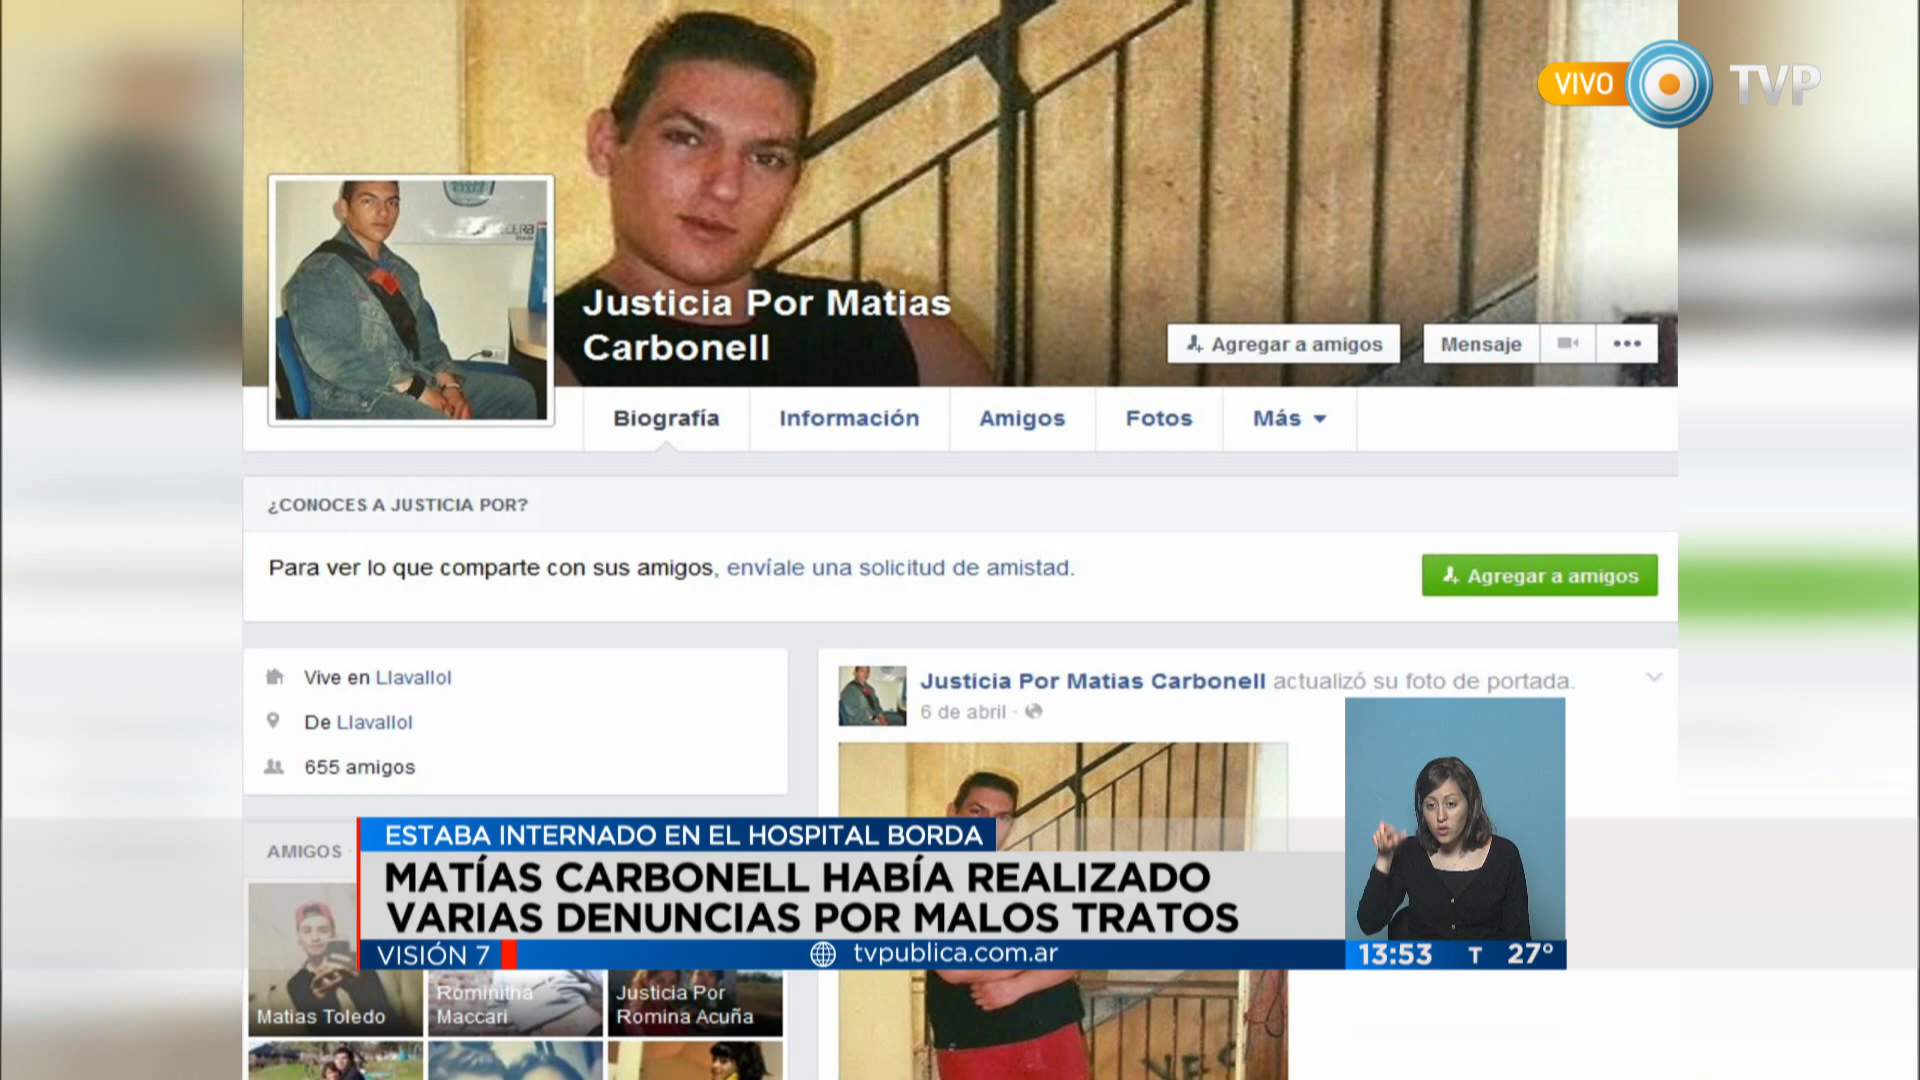 VIVO
TVP
Justicia Por Matias
Carbonell
Agregar a amigos
Mensaje
Biografía
Información
Amigos
Fotos
Más
¿CONOCES A JUSTICIA POR?
Para ver lo que comparte con sus amigos, envíale una solicitud de amistad.
Agregar a amigos
Vive en Llavallol
De Llavallol
655 amigos
Justicia Por Matias Carbonell actualizó su foto de portada.
6 de abril ·
AMIGOS ·
Matias Toledo
Rominitha
Maccari
Justicia Por
Romina Acuña
ESTABA INTERNADO EN EL HOSPITAL BORDA
MATÍAS CARBONELL HABÍA REALIZADO
VARIAS DENUNCIAS POR MALOS TRATOS
VISIÓN 7
tvpublica.com.ar
13:53 T 27°